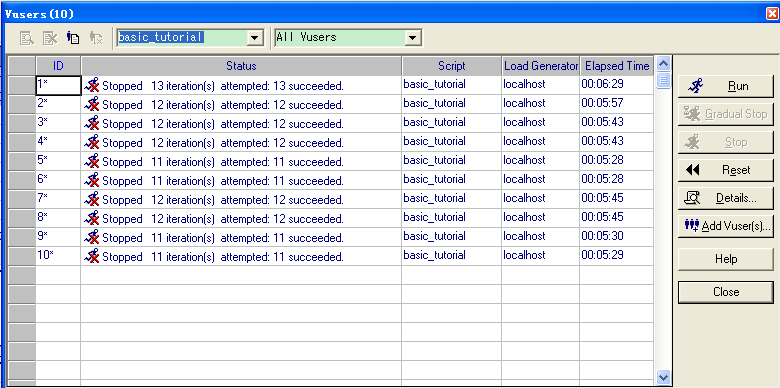 Vusers(10)
basic_tutorial All Vusers
ID Status Script Load Generator Elapsed Time
1* Stopped 13 iteration(s) attempted: 13 succeeded. basic_tutorial localhost 00:06:29
2* Stopped 12 iteration(s) attempted: 12 succeeded. basic_tutorial localhost 00:05:57
3* Stopped 12 iteration(s) attempted: 12 succeeded. basic_tutorial localhost 00:05:43
4* Stopped 12 iteration(s) attempted: 12 succeeded. basic_tutorial localhost 00:05:43
5* Stopped 11 iteration(s) attempted: 11 succeeded. basic_tutorial localhost 00:05:28
6* Stopped 11 iteration(s) attempted: 11 succeeded. basic_tutorial localhost 00:05:28
7* Stopped 12 iteration(s) attempted: 12 succeeded. basic_tutorial localhost 00:05:45
8* Stopped 12 iteration(s) attempted: 12 succeeded. basic_tutorial localhost 00:05:45
9* Stopped 11 iteration(s) attempted: 11 succeeded. basic_tutorial localhost 00:05:30
10* Stopped 11 iteration(s) attempted: 11 succeeded. basic_tutorial localhost 00:05:29
Run
Gradual Stop
Stop
Reset
Details...
Add Vuser(s)...
Help
Close